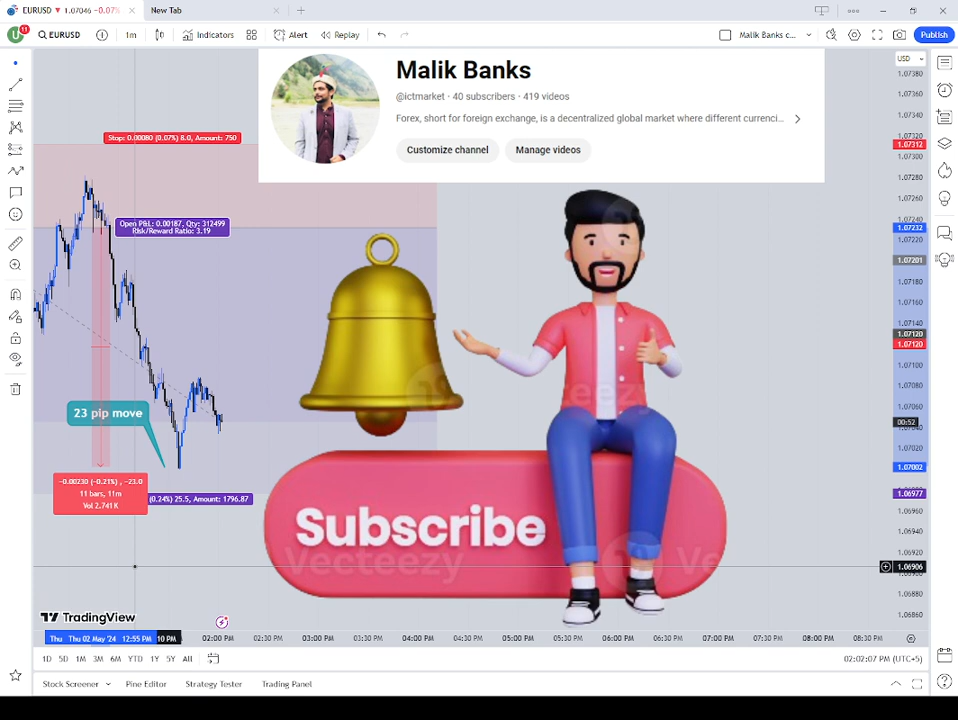 EURUSD ▼ 1.07046 −0.07%
New Tab
U 11 EURUSD 1m Indicators Alert Replay Malik Banks c... Publish
USD
Malik Banks
@ictmarket · 40 subscribers · 419 videos
Forex, short for foreign exchange, is a decentralized global market where different currenci...
Customize channel Manage videos
Stop: 0.00080 (0.07%) 8.0, Amount: 750
Open P&L: 0.00187, Qty: 312499
Risk/Reward Ratio: 3.19
23 pip move
−0.00230 (−0.21%) , −23.0
11 bars, 11m
Vol 2.741K
(0.24%) 25.5, Amount: 1796.87
Subscribe
Vecteezy
1.07380
1.07360
1.07340
1.07320
1.07312
1.07300
1.07280
1.07260
1.07240
1.07232
1.07220
1.07201
1.07180
1.07160
1.07140
1.07120
1.07120
1.07100
1.07080
1.07060
00:52
1.07020
1.07002
1.06977
1.06960
1.06940
1.06920
1.06906
1.06880
1.06860
TradingView
Thu Thu 02 May '24 12:55 PM 10 PM 02:00 PM 02:30 PM 03:00 PM 03:30 PM 04:00 PM 04:30 PM 05:00 PM 05:30 PM 06:00 PM 06:30 PM 07:00 PM 07:30 PM 08:00 PM 08:30 PM
1D 5D 1M 3M 6M YTD 1Y 5Y All 02:02:07 PM (UTC+5)
Stock Screener Pine Editor Strategy Tester Trading Panel